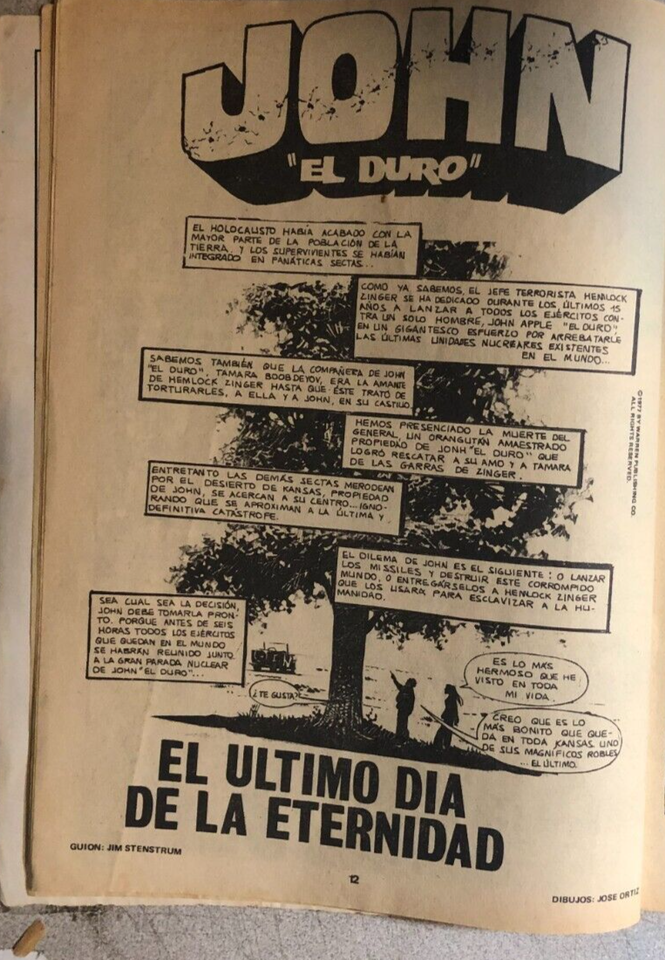 JOHN
"EL DURO"
EL HOLOCAUSTO HABIA ACABADO CON LA
MAYOR PARTE DE LA POBLACIÓN DE LA
TIERRA, Y LOS SUPERVIVIENTES SE HABÍAN
INTEGRADO EN FANÁTICAS SECTAS...
COMO YA SABEMOS, EL JEFE TERRORISTA HEMLOCK
ZINGER SE HA DEDICADO DURANTE LOS ÚLTIMOS 15
AÑOS A LANZAR A TODOS LOS EJÉRCITOS CON-
TRA UN SOLO HOMBRE, JOHN APPLE "EL DURO"
EN UN GIGANTESCO ESFUERZO POR ARREBATARLE
LAS ÚLTIMAS UNIDADES NUCREARES EXISTENTES
EN EL MUNDO...
SABEMOS TAMBIÉN QUE LA COMPAÑERA DE JOHN
"EL DURO", TAMARA BOOBDEYOV, ERA LA AMANTE
DE HEMLOCK ZINGER HASTA QUE ÉSTE TRATÓ DE
TORTURARLES, A ELLA Y A JOHN, EN SU CASTILLO.
HEMOS PRESENCIADO LA MUERTE DEL
GENERAL, UN ORANGUTÁN AMAESTRADO
PROPIEDAD DE JONH "EL DURO" QUE
LOGRÓ RESCATAR A SU AMO Y A TAMARA
DE LAS GARRAS DE ZINGER.
ENTRETANTO LAS DEMÁS SECTAS MERODEAN
POR EL DESIERTO DE KANSAS, PROPIEDAD
DE JOHN, SE ACERCAN A SU CENTRO... IGNO-
RANDO QUE SE APROXIMAN A LA ÚLTIMA Y
DEFINITIVA CATÁSTROFE.
EL DILEMA DE JOHN ES EL SIGUIENTE: O LANZAR
LOS MISSILES Y DESTRUIR ESTE CORROMPIDO
MUNDO, O ENTREGÁRSELOS A HENLOCK ZINGER
QUE LOS USARÁ PARA ESCLAVIZAR A LA HU-
MANIDAD.
SEA CUAL SEA LA DECISIÓN,
JOHN DEBE TOMARLA PRON-
TO. PORQUE ANTES DE SEIS
HORAS TODOS LOS EJÉRCITOS
QUE QUEDAN EN EL MUNDO
SE HABRÁN REUNIDO JUNTO
A LA GRAN PARADA NUCLEAR
DE JOHN "EL DURO"...
¿TE GUSTA?
ES LO MÁS
HERMOSO QUE HE
VISTO EN TODA
MI VIDA.
CREO QUE ES LO
MÁS BONITO QUE QUE-
DA EN TODA KANSAS. UNO
DE SUS MAGNÍFICOS ROBLES
... EL ÚLTIMO.
©1977 BY WARREN PUBLISHING CO.
ALL RIGHTS RESERVED.
EL ULTIMO DIA
DE LA ETERNIDAD
GUION: JIM STENSTRUM
12
DIBUJOS: JOSE ORTIZ